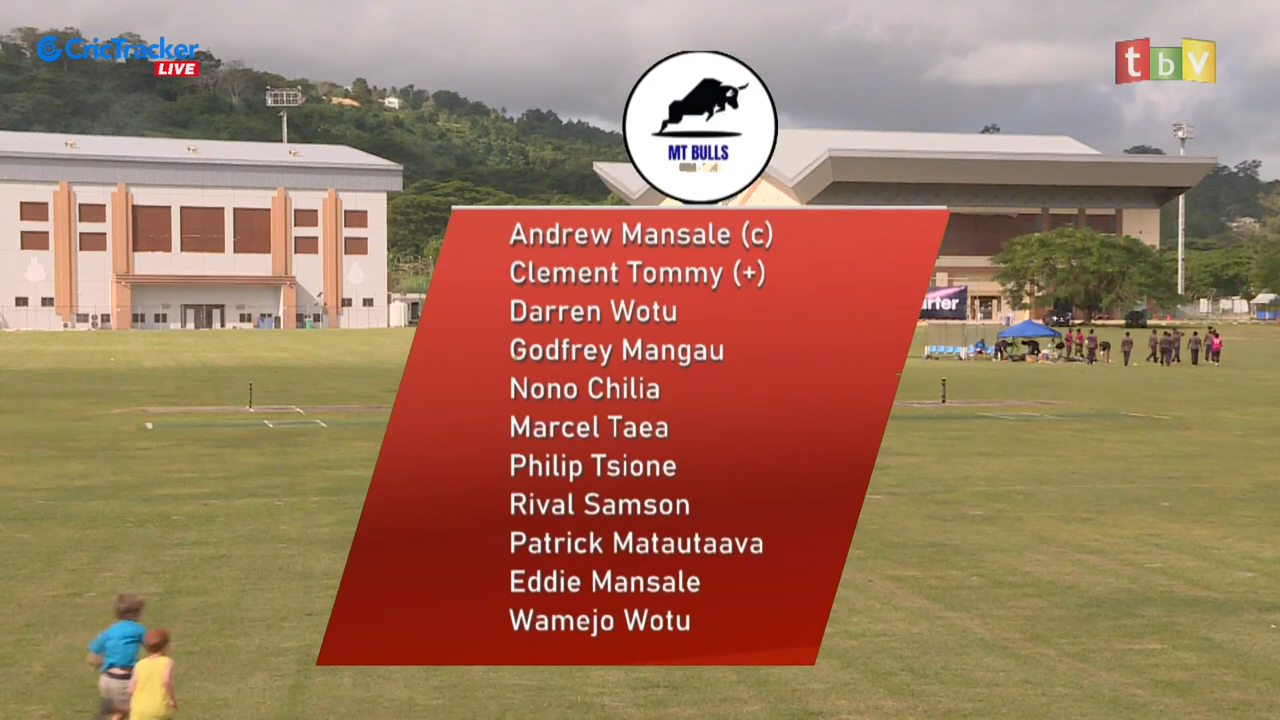 CricTracker
LIVE
tbv
MT BULLS
Andrew Mansale (c)
Clement Tommy (+)
Darren Wotu
Godfrey Mangau
Nono Chilia
Marcel Taea
Philip Tsione
Rival Samson
Patrick Matautaava
Eddie Mansale
Wamejo Wotu